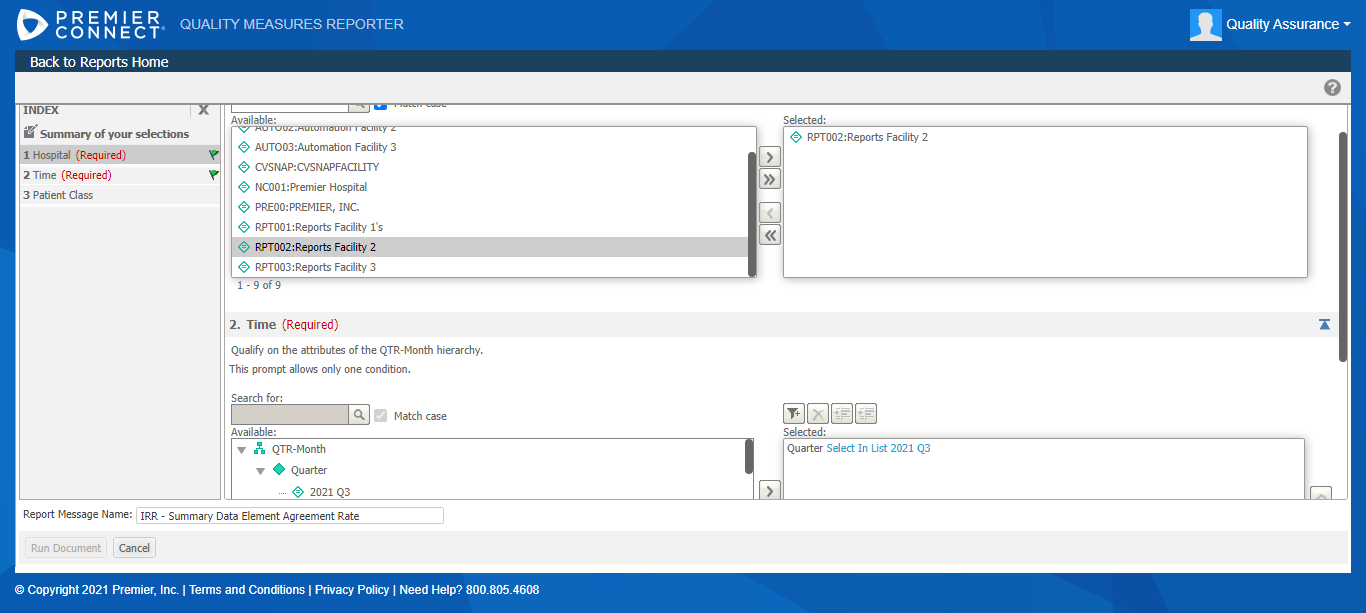 PREMIER CONNECT
QUALITY MEASURES REPORTER
Quality Assurance
Back to Reports Home
INDEX
Summary of your selections
1 Hospital (Required)
2 Time (Required)
3 Patient Class
Match case
Available:
AUTO02:Automation Facility 2
AUTO03:Automation Facility 3
CVSNAP:CVSNAPFACILITY
NC001:Premier Hospital
PRE00:PREMIER, INC.
RPT001:Reports Facility 1's
RPT002:Reports Facility 2
RPT003:Reports Facility 3
1 - 9 of 9
Selected:
RPT002:Reports Facility 2
2. Time (Required)
Qualify on the attributes of the QTR-Month hierarchy.
This prompt allows only one condition.
Search for:
Match case
Available:
QTR-Month
Quarter
2021 Q3
Selected:
Quarter Select In List 2021 Q3
Report Message Name: IRR - Summary Data Element Agreement Rate
Run Document Cancel
© Copyright 2021 Premier, Inc. | Terms and Conditions | Privacy Policy | Need Help? 800.805.4608